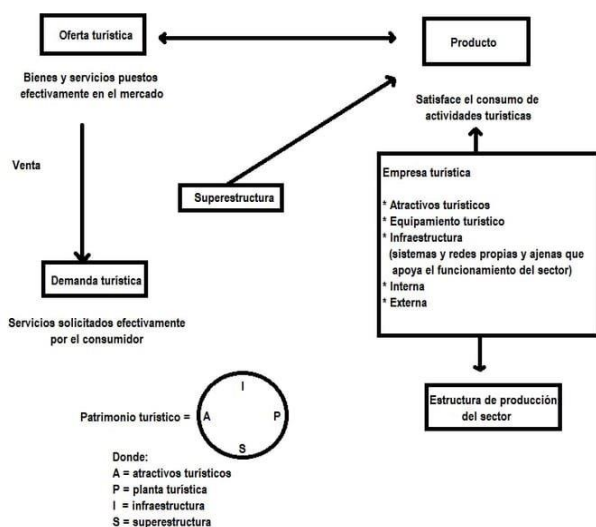 Oferta turística
Producto
Bienes y servicios puestos
efectivamente en el mercado
Satisface el consumo de
actividades turísticas
Venta
Superestructura
Empresa turística
* Atractivos turísticos
* Equipamiento turístico
* Infraestructura
(sistemas y redes propias y ajenas que
apoya el funcionamiento del sector)
* Interna
* Externa
Demanda turística
Servicios solicitados efectivamente
por el consumidor
Estructura de producción
del sector
Patrimonio turístico =
I
A
P
S
Donde:
A = atractivos turísticos
P = planta turística
I = infraestructura
S = superestructura